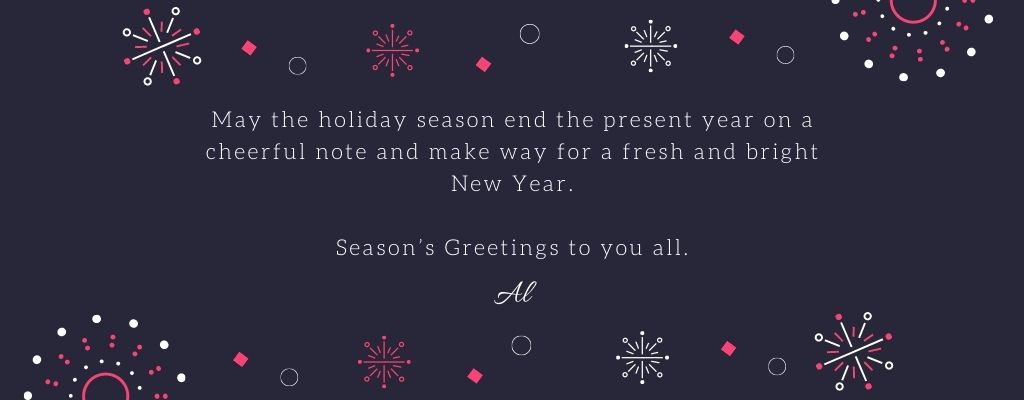 May the holiday season end the present year on a
cheerful note and make way for a fresh and bright
New Year.
Season’s Greetings to you all.
Al